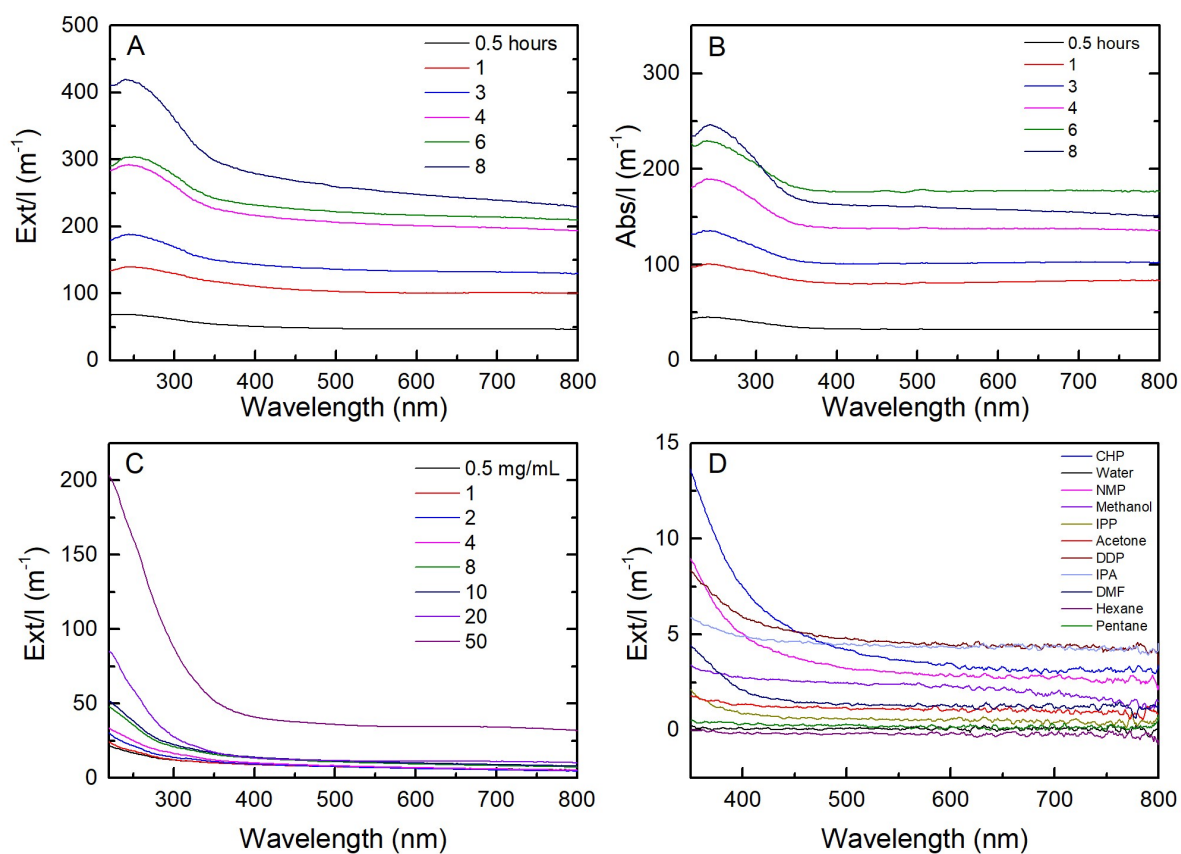 A
500
400
300
200
100
0
Ext/l (m⁻¹)
0.5 hours
1
3
4
6
8
300 400 500 600 700 800
Wavelength (nm)
B
300
200
100
0
Abs/l (m⁻¹)
0.5 hours
1
3
4
6
8
300 400 500 600 700 800
Wavelength (nm)
C
200
150
100
50
0
Ext/l (m⁻¹)
0.5 mg/mL
1
2
4
8
10
20
50
300 400 500 600 700 800
Wavelength (nm)
D
15
10
5
0
Ext/l (m⁻¹)
CHP
Water
NMP
Methanol
IPP
Acetone
DDP
IPA
DMF
Hexane
Pentane
400 500 600 700 800
Wavelength (nm)